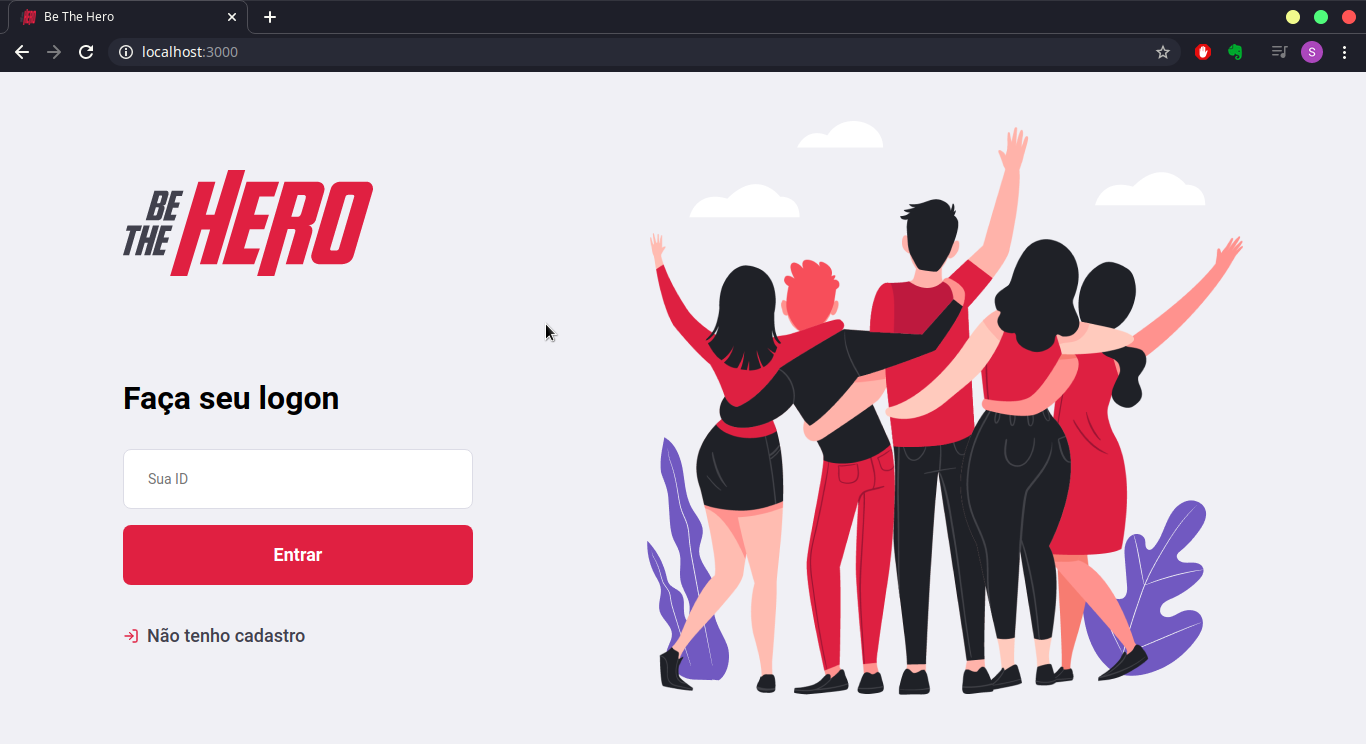 Be The Hero
localhost:3000
S
BE
THE HERO
Faça seu logon
Sua ID
Entrar
Não tenho cadastro